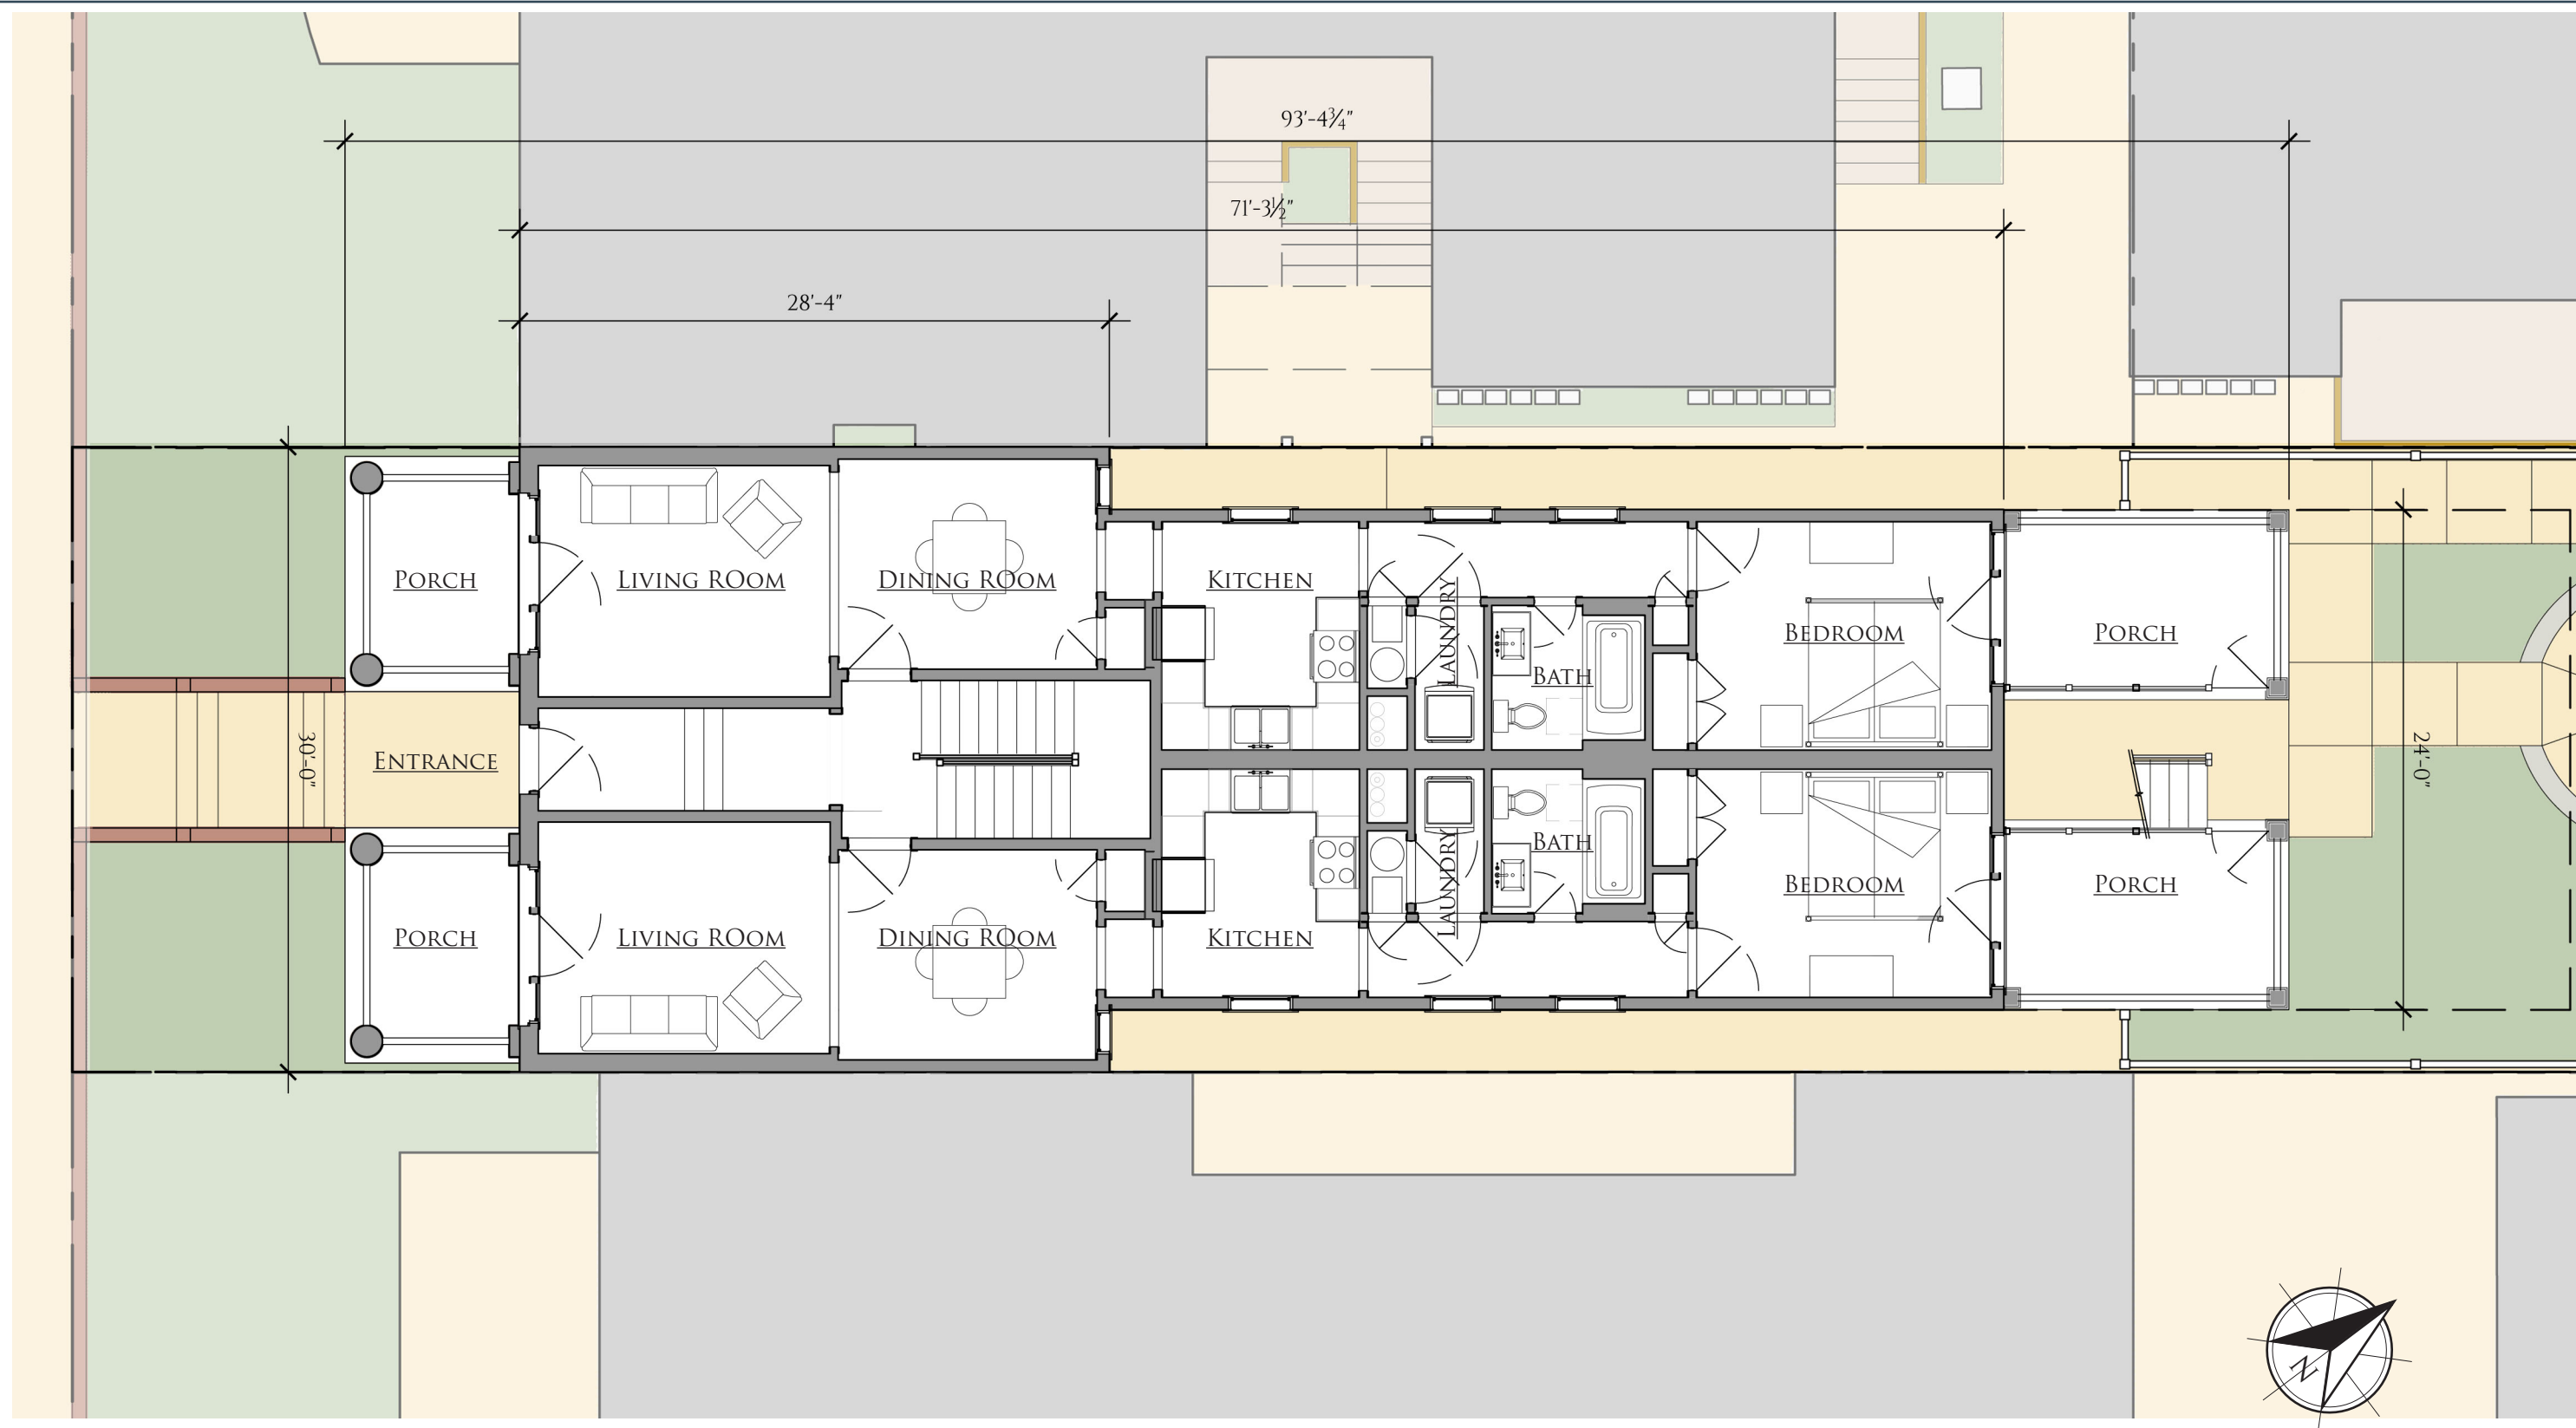 93'-4¾"
71'-3½"
28'-4"
PORCH
LIVING ROOM
DINING ROOM
KITCHEN
LAUNDRY
BATH
BEDROOM
PORCH
30'-0"
ENTRANCE
24'-0"
PORCH
LIVING ROOM
DINING ROOM
KITCHEN
LAUNDRY
BATH
BEDROOM
PORCH
N